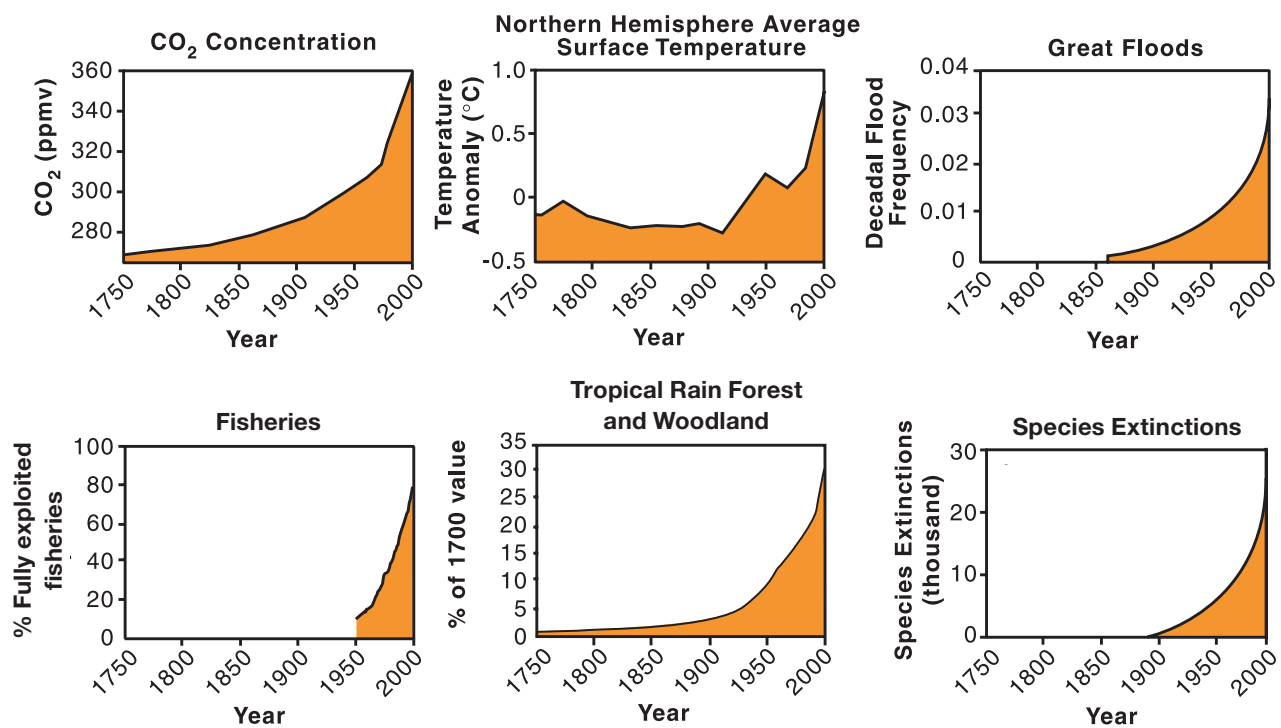 CO₂ Concentration
CO₂ (ppmv)
360
340
320
300
280
1750
1800
1850
1900
1950
2000
Year
Northern Hemisphere Average
Surface Temperature
Temperature
Anomaly (°C)
1.0
0.5
0
-0.5
1750
1800
1850
1900
1950
2000
Year
Great Floods
Decadal Flood
Frequency
0.04
0.03
0.02
0.01
0
1750
1800
1850
1900
1950
2000
Year
Fisheries
% Fully exploited
fisheries
100
80
60
40
20
0
1750
1800
1850
1900
1950
2000
Year
Tropical Rain Forest
and Woodland
% of 1700 value
35
30
25
20
15
10
5
0
1750
1800
1850
1900
1950
2000
Year
Species Extinctions
Species Extinctions
(thousand)
30
20
10
0
1750
1800
1850
1900
1950
2000
Year